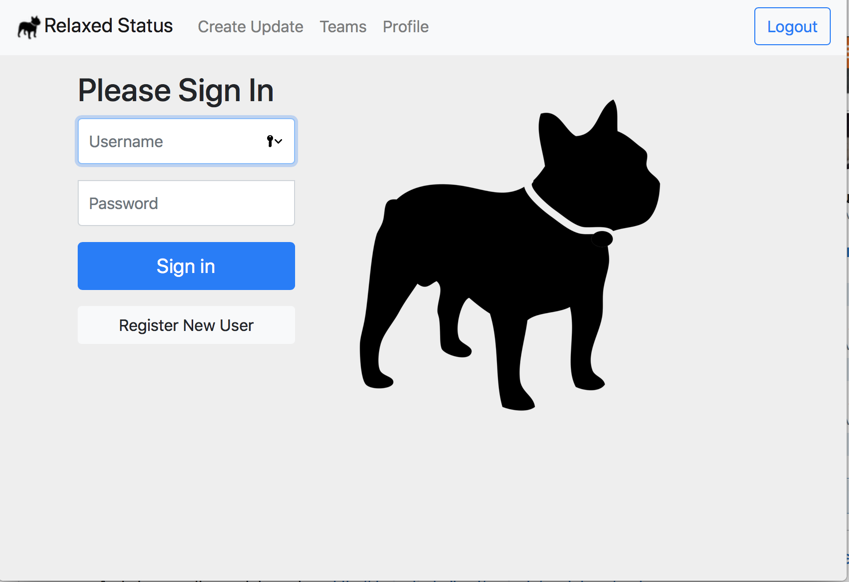 Relaxed Status Create Update Teams Profile Logout
Please Sign In
Username
Password
Sign in
Register New User